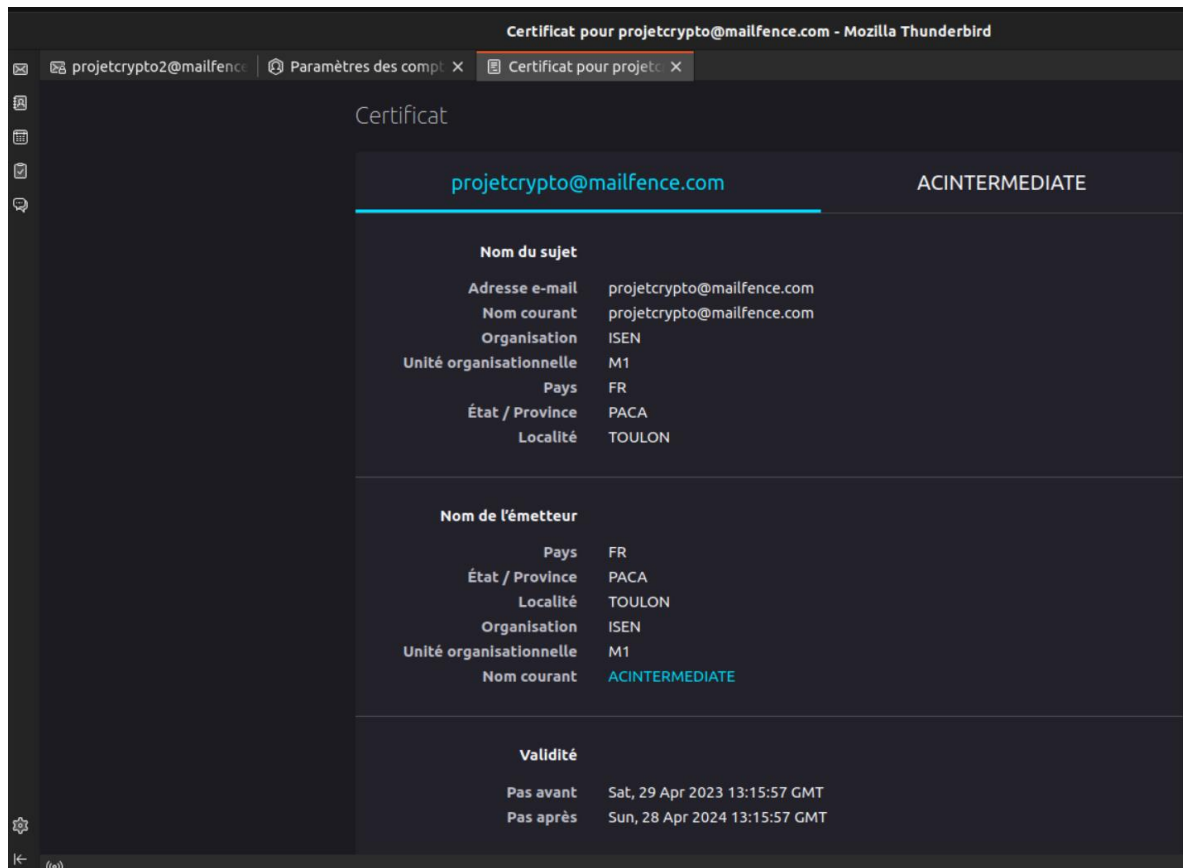 Certificat pour projetcrypto@mailfence.com - Mozilla Thunderbird
projetcrypto2@mailfence Paramètres des compt Certificat pour projetc
Certificat
projetcrypto@mailfence.com ACINTERMEDIATE
Nom du sujet
Adresse e-mail projetcrypto@mailfence.com
Nom courant projetcrypto@mailfence.com
Organisation ISEN
Unité organisationnelle M1
Pays FR
État / Province PACA
Localité TOULON
Nom de l’émetteur
Pays FR
État / Province PACA
Localité TOULON
Organisation ISEN
Unité organisationnelle M1
Nom courant ACINTERMEDIATE
Validité
Pas avant Sat, 29 Apr 2023 13:15:57 GMT
Pas après Sun, 28 Apr 2024 13:15:57 GMT